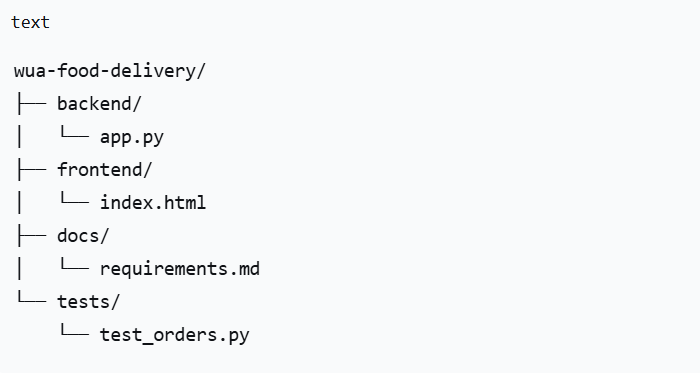 text
wua-food-delivery/
├── backend/
│   └── app.py
├── frontend/
│   └── index.html
├── docs/
│   └── requirements.md
└── tests/
    └── test_orders.py